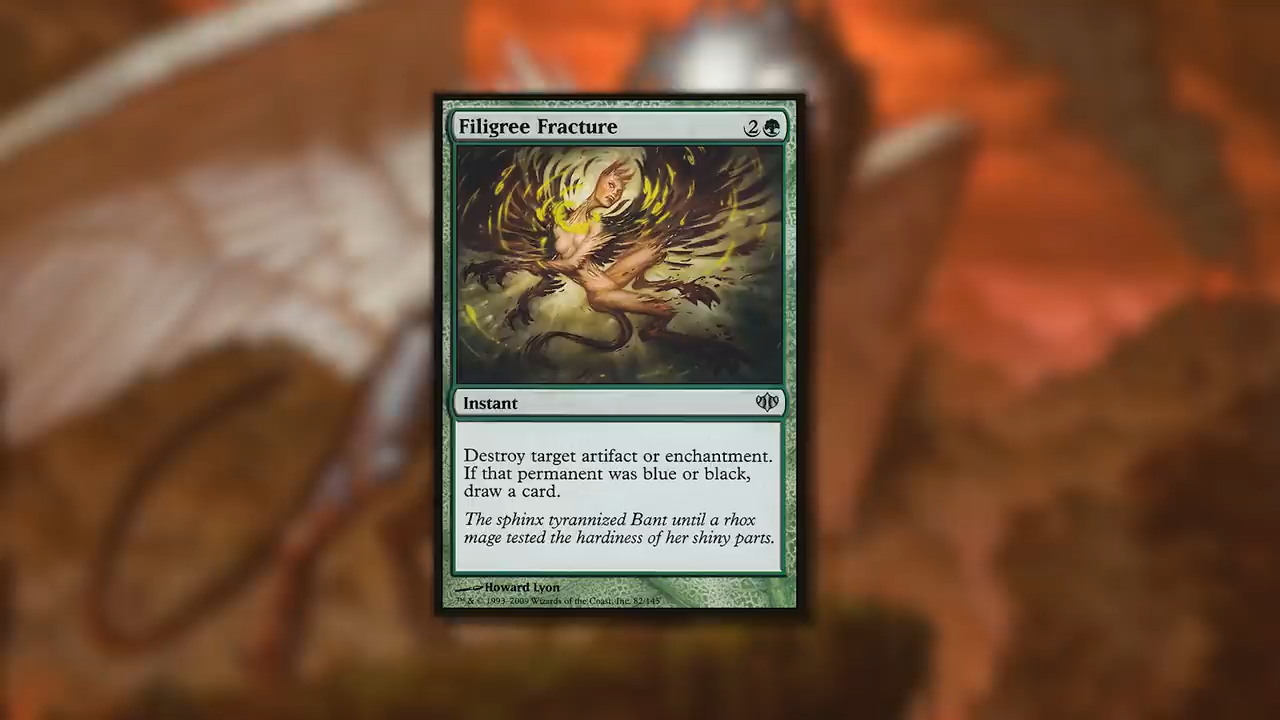 Filigree Fracture 2
Instant
Destroy target artifact or enchantment.
If that permanent was blue or black,
draw a card.
The sphinx tyrannized Bant until a rhox
mage tested the hardiness of her shiny parts.
Howard Lyon
™ & © 1993-2009 Wizards of the Coast, Inc. 82/145